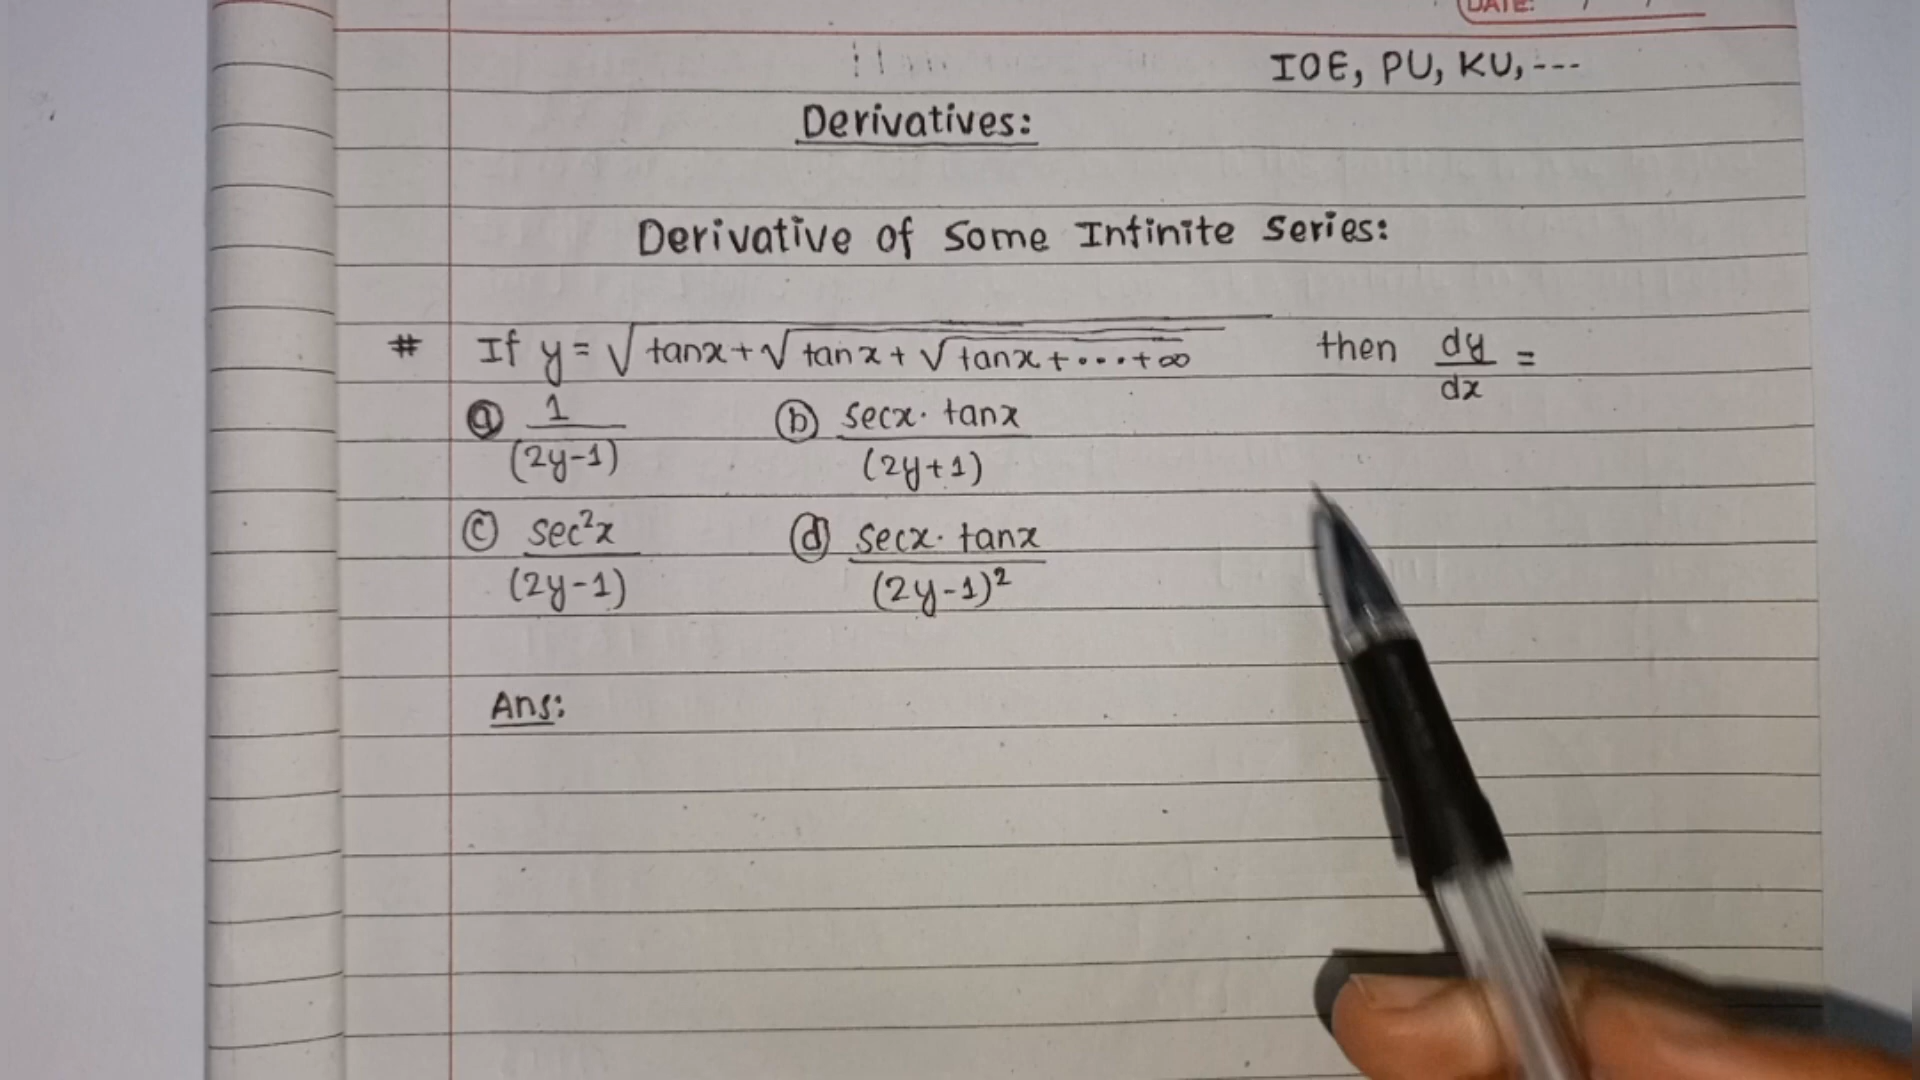 DATE:
IOE, PU, KU, ---
Derivatives:
Derivative of Some Infinite Series:
# If y = √tanx + √tanx + √tanx + ... + ∞ then dy/dx =
ⓐ 1/(2y-1) ⓑ secx. tanx/(2y+1)
ⓒ sec²x/(2y-1) ⓓ secx. tanx/(2y-1)²
Ans: